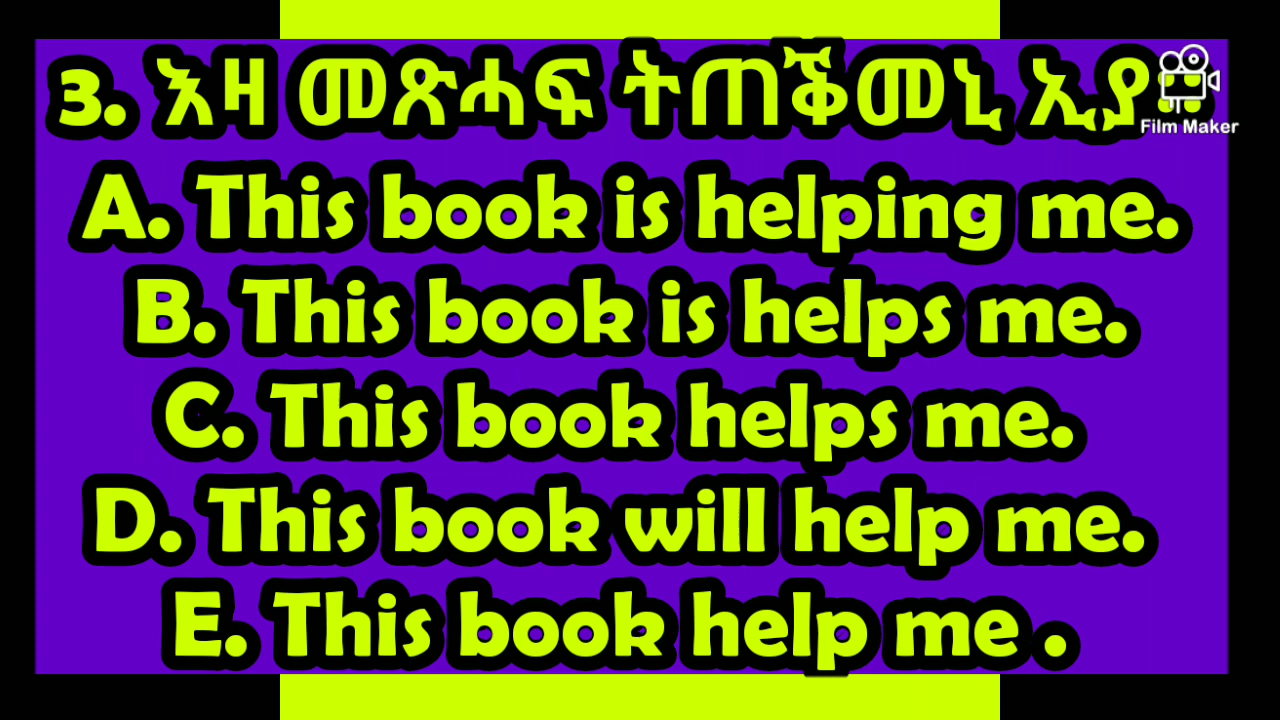 3. እዛ መጽሓፍ ትጠቕመኒ ኢያ።
Film Maker
A. This book is helping me.
B. This book is helps me.
C. This book helps me.
D. This book will help me.
E. This book help me .